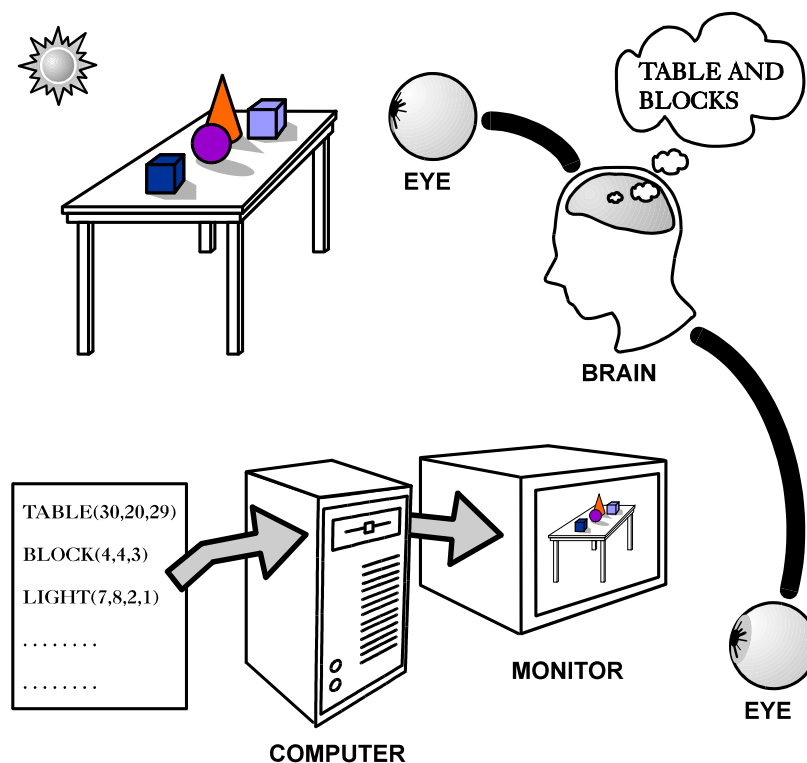 TABLE AND
BLOCKS
EYE
BRAIN
TABLE(30,20,29)
BLOCK(4,4,3)
LIGHT(7,8,2,1)
. . . . . . . .
. . . . . . . .
MONITOR
EYE
COMPUTER